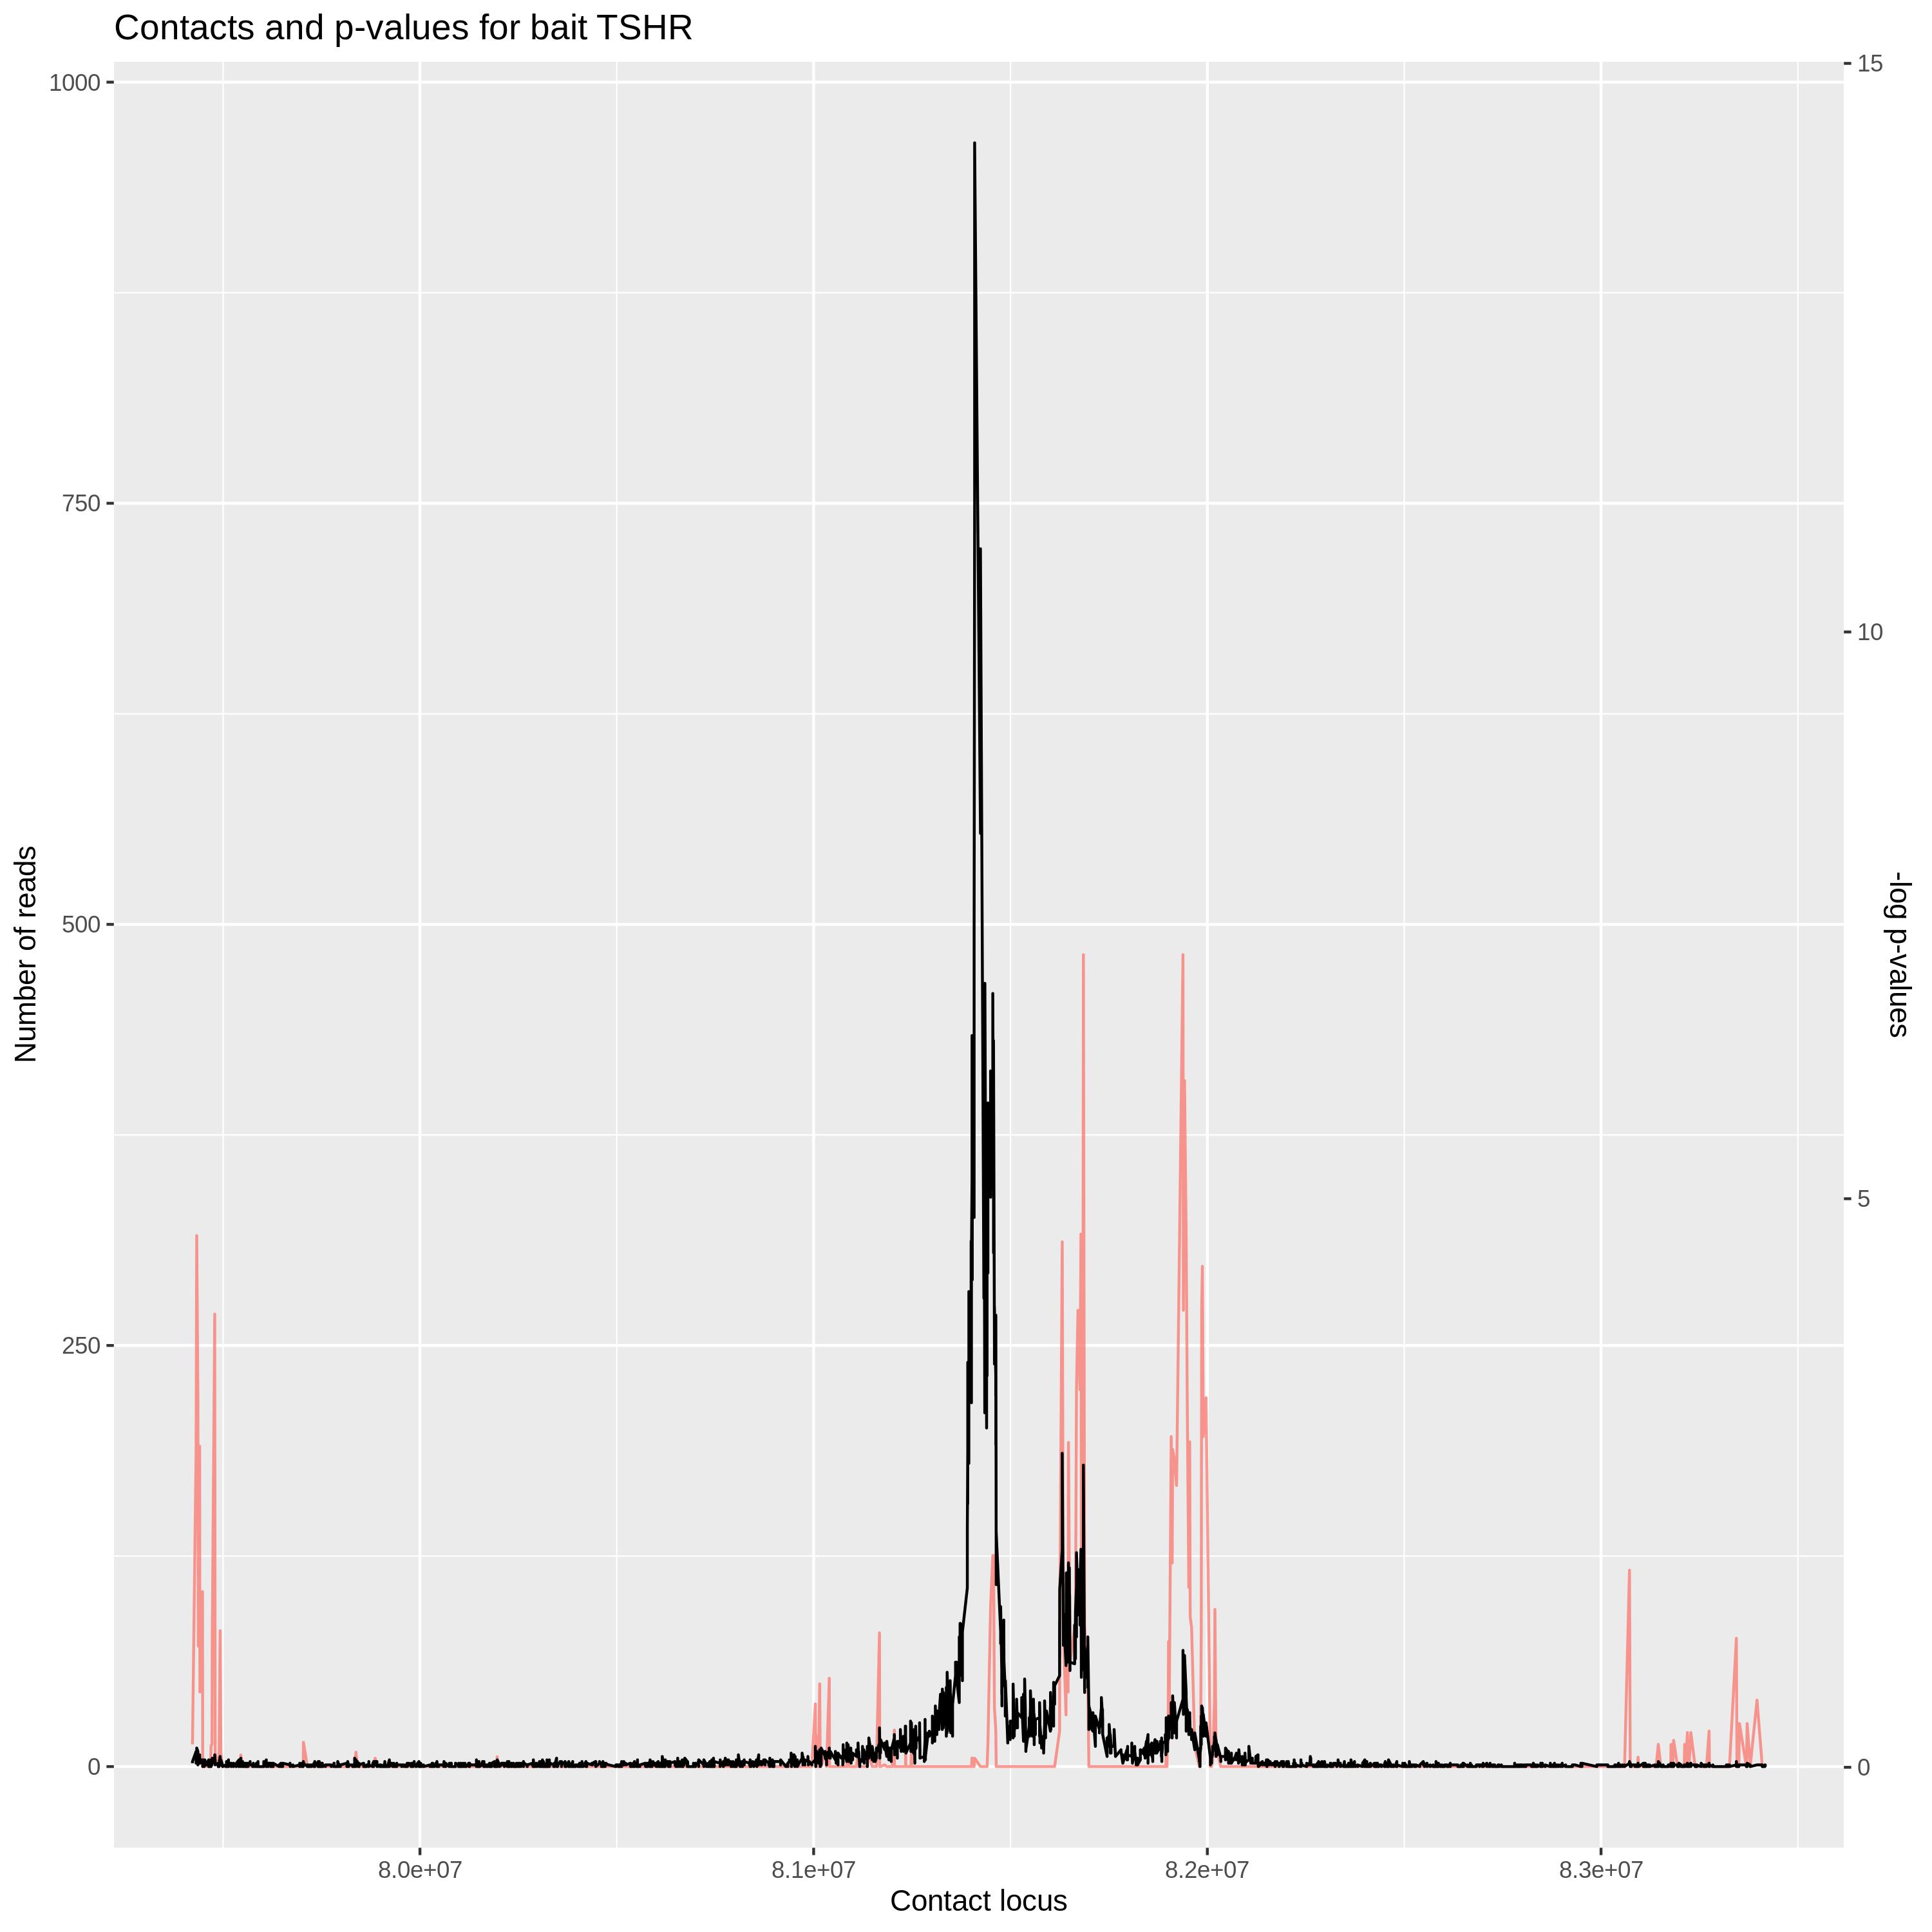 Contacts and p-values for bait TSHR
1000
750
500
250
0
Number of reads
15
10
5
0
-log p-values
8.0e+07
8.1e+07
8.2e+07
8.3e+07
Contact locus